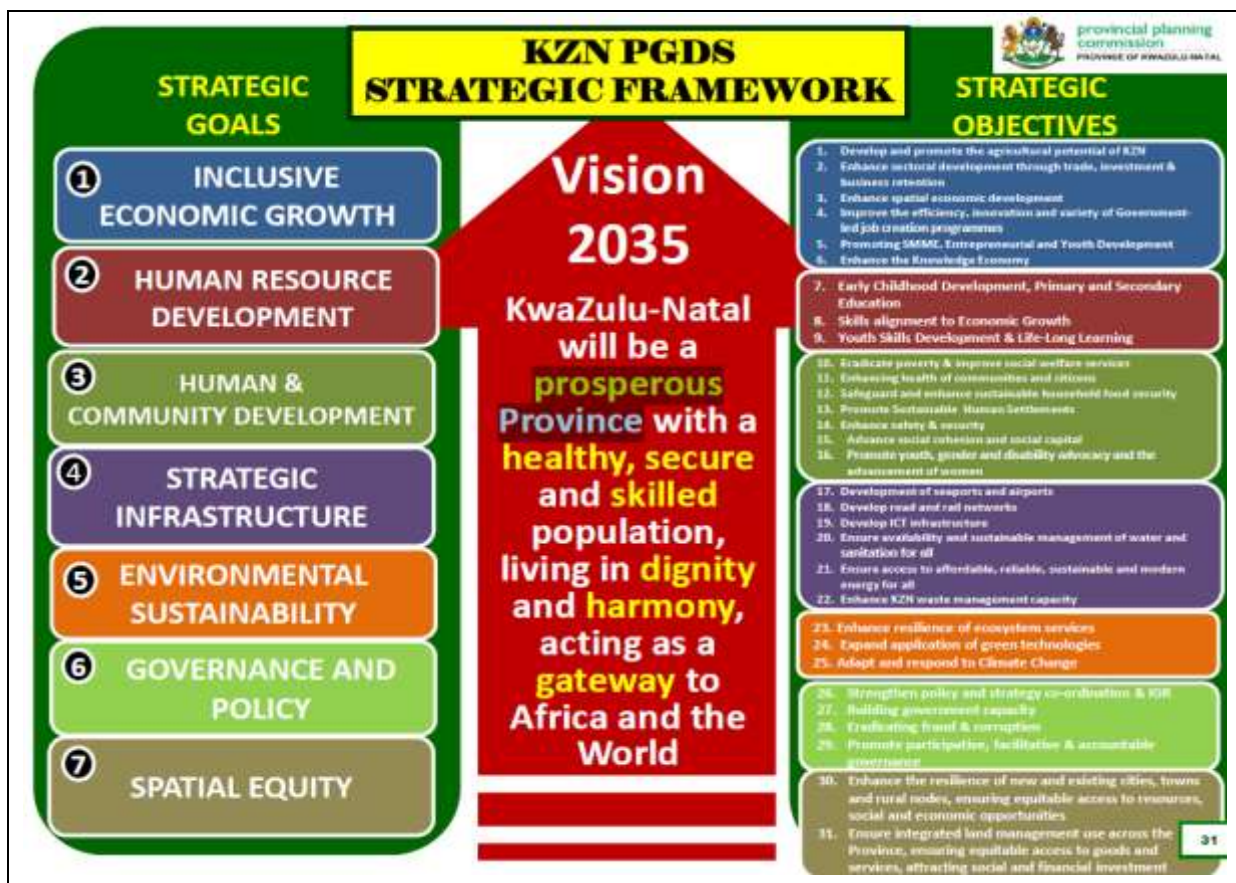 KZN PGDS
STRATEGIC FRAMEWORK
provincial planning
commission
PROVINCE OF KWAZULU-NATAL
STRATEGIC
GOALS
1 INCLUSIVE
ECONOMIC GROWTH
2 HUMAN RESOURCE
DEVELOPMENT
3 HUMAN &
COMMUNITY DEVELOPMENT
4 STRATEGIC
INFRASTRUCTURE
5 ENVIRONMENTAL
SUSTAINABILITY
6 GOVERNANCE AND
POLICY
7 SPATIAL EQUITY
Vision
2035
KwaZulu-Natal
will be a
prosperous
Province with a
healthy, secure
and skilled
population,
living in dignity
and harmony,
acting as a
gateway to
Africa and the
World
STRATEGIC
OBJECTIVES
1. Develop and promote the agricultural potential of KZN
2. Enhance sectoral development through trade, investment &
business retention
3. Enhance spatial economic development
4. Improve the efficiency, innovation and variety of Government-
led job creation programmes
5. Promoting SMME, Entrepreneurial and Youth Development
6. Enhance the Knowledge Economy
7. Early Childhood Development, Primary and Secondary
Education
8. Skills alignment to Economic Growth
9. Youth Skills Development & Life-Long Learning
10. Eradicate poverty & improve social welfare services
11. Enhancing health of communities and citizens
12. Safeguard and enhance sustainable household food security
13. Promote Sustainable Human Settlements
14. Enhance safety & security
15. Advance social cohesion and social capital
16. Promote youth, gender and disability advocacy and the
advancement of women
17. Development of seaports and airports
18. Develop road and rail networks
19. Develop ICT infrastructure
20. Ensure availability and sustainable management of water and
sanitation for all
21. Ensure access to affordable, reliable, sustainable and modern
energy for all
22. Enhance KZN waste management capacity
23. Enhance resilience of ecosystem services
24. Expand application of green technologies
25. Adapt and respond to Climate Change
26. Strengthen policy and strategy co-ordination & IGR
27. Building government capacity
28. Eradicating fraud & corruption
29. Promote participative, facilitative & accountable
governance
30. Enhance the resilience of new and existing cities, towns
and rural nodes, ensuring equitable access to resources,
social and economic opportunities
31. Ensure integrated land management use across the
Province, ensuring equitable access to goods and
services, attracting social and financial investment
31